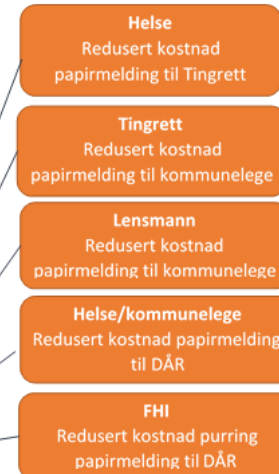 Helse
Redusert kostnad
papirmelding til Tingrett
Tingrett
Redusert kostnad
papirmelding til kommunelege
Lensmann
Redusert kostnad
papirmelding til kommunelege
Helse/kommunelege
Redusert kostnad papirmelding
til DÅR
FHI
Redusert kostnad purring
papirmelding til DÅR